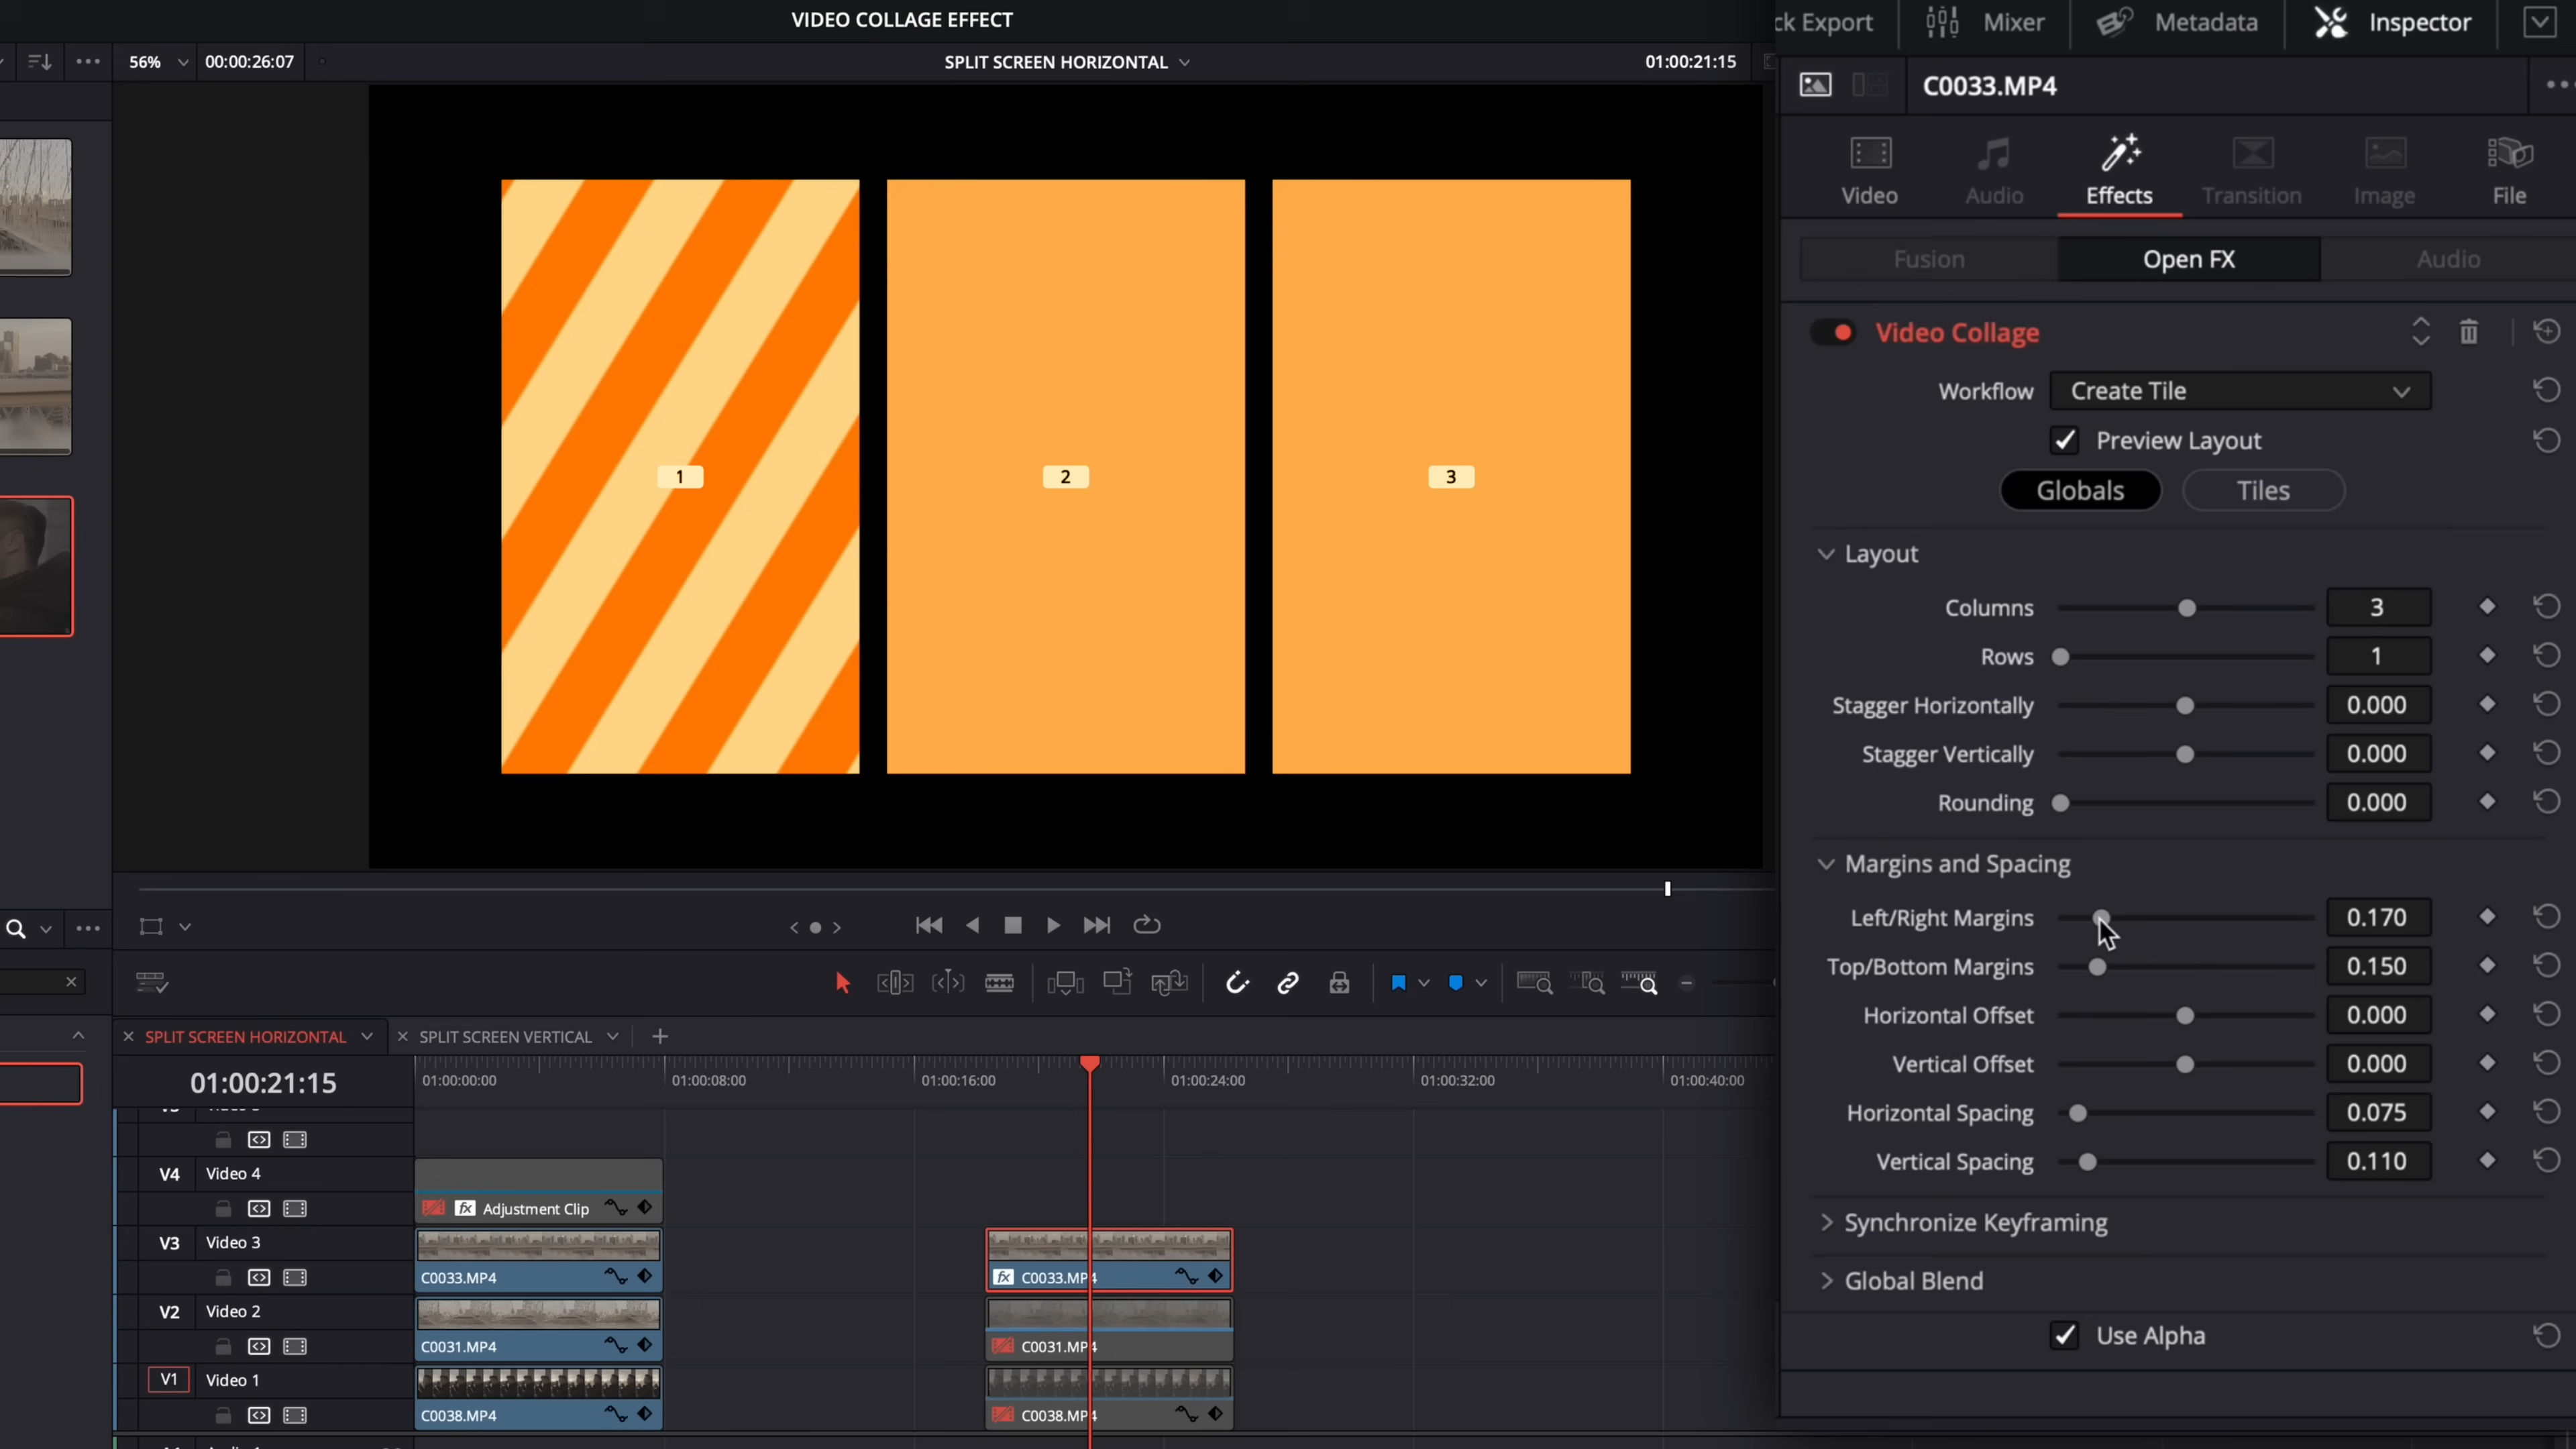 VIDEO COLLAGE EFFECT
56%
00:00:26:07
SPLIT SCREEN HORIZONTAL
01:00:21:15
1
2
3
ck Export
Mixer
Metadata
Inspector
C0033.MP4
Video
Audio
Effects
Transition
Image
File
Fusion
Open FX
Audio
Video Collage
Workflow
Create Tile
Preview Layout
Globals
Tiles
Layout
Columns
3
Rows
1
Stagger Horizontally
0.000
Stagger Vertically
0.000
Rounding
0.000
Margins and Spacing
Left/Right Margins
0.170
Top/Bottom Margins
0.150
Horizontal Offset
0.000
Vertical Offset
0.000
Horizontal Spacing
0.075
Vertical Spacing
0.110
Synchronize Keyframing
Global Blend
Use Alpha
SPLIT SCREEN HORIZONTAL
SPLIT SCREEN VERTICAL
01:00:21:15
01:00:00:00
01:00:08:00
01:00:16:00
01:00:24:00
01:00:32:00
01:00:40:00
V4
Video 4
fx Adjustment Clip
V3
Video 3
C0033.MP4
fx C0033.MP4
V2
Video 2
C0031.MP4
C0031.MP4
V1
Video 1
C0038.MP4
C0038.MP4